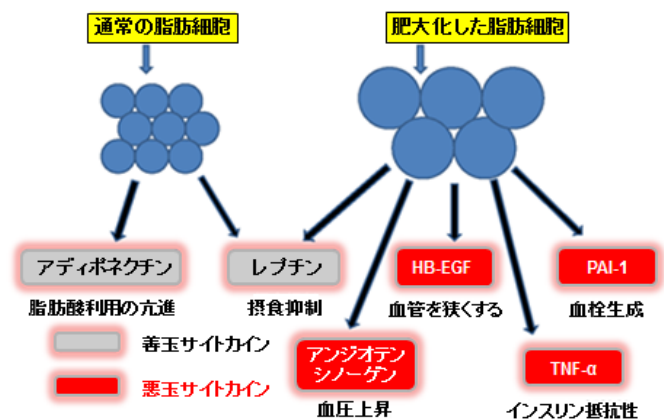 通常の脂肪細胞
肥大化した脂肪細胞
アディポネクチン
レプチン
HB-EGF
PAI-1
脂肪酸利用の亢進
摂食抑制
血管を狭くする
血栓生成
善玉サイトカイン
アンジオテン
シノーゲン
TNF-α
悪玉サイトカイン
血圧上昇
インスリン抵抗性